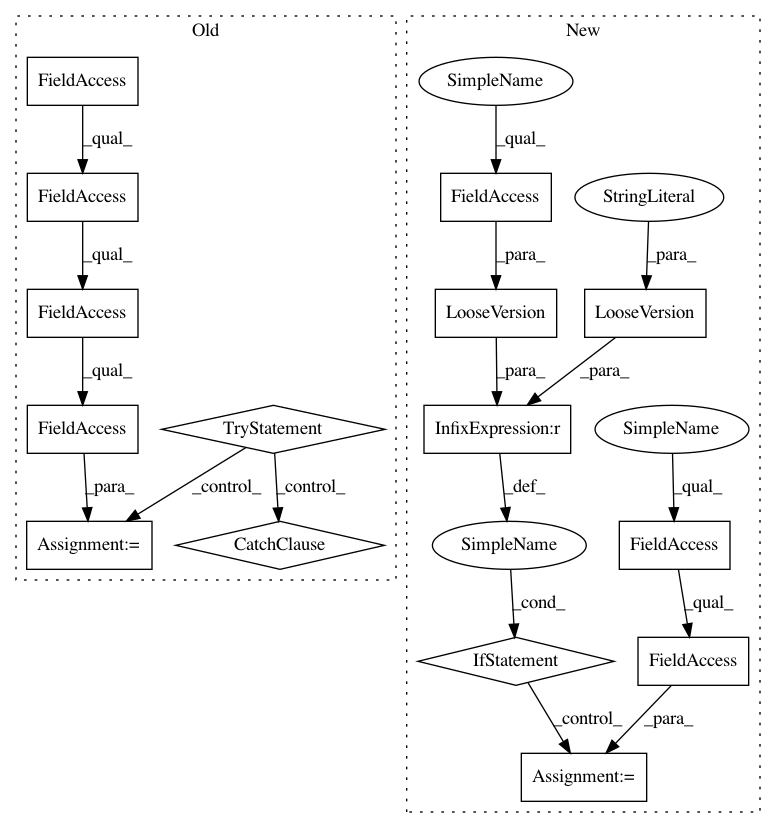 Old
New
FieldAccess
SimpleName
_qual_
_qual_
FieldAccess
FieldAccess
StringLiteral
_qual_
_para_
_para_
FieldAccess
LooseVersion
LooseVersion
_qual_
_para_
_para_
FieldAccess
TryStatement
InfixExpression:r
SimpleName
_para_
_control_
_control_
_def_
_qual_
Assignment:=
CatchClause
SimpleName
FieldAccess
_cond_
_qual_
IfStatement
FieldAccess
_control_
_para_
Assignment:=